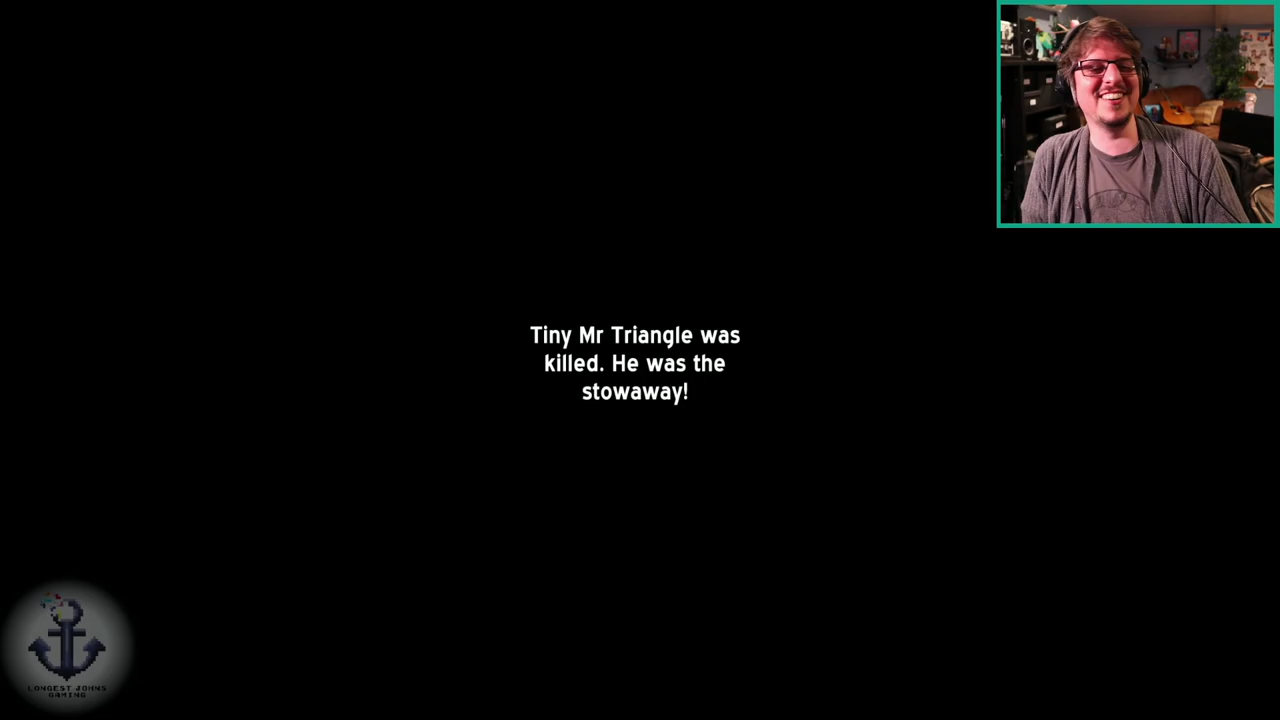 Tiny Mr Triangle was
killed. He was the
stowaway!
LONGEST JOHNS
GAMING